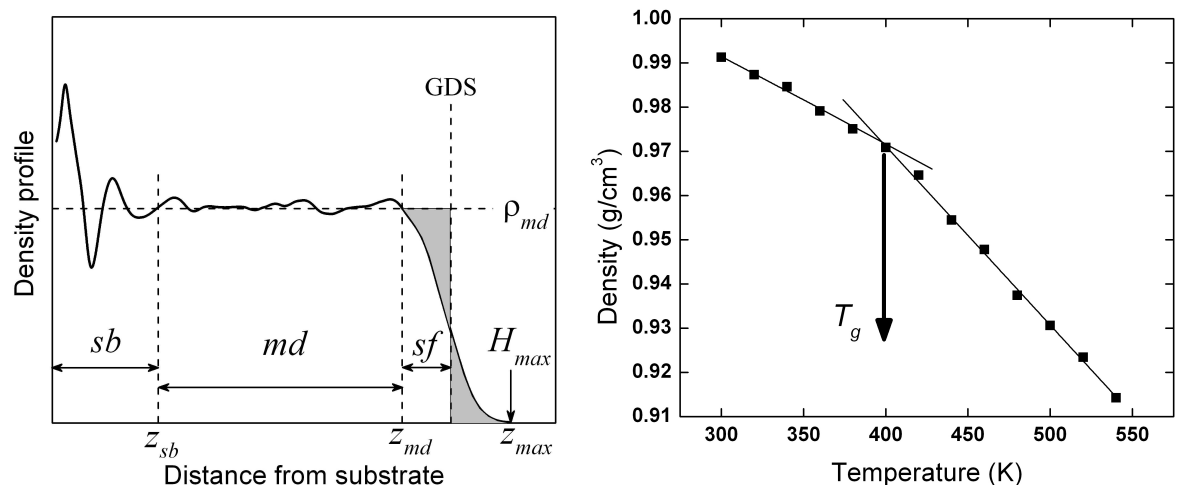 Density profile
GDS
ρmd
sb
md
sf
Hmax
zsb
zmd
zmax
Distance from substrate
Density (g/cm³)
1.00
0.99
0.98
0.97
0.96
0.95
0.94
0.93
0.92
0.91
Tg
300 350 400 450 500 550
Temperature (K)